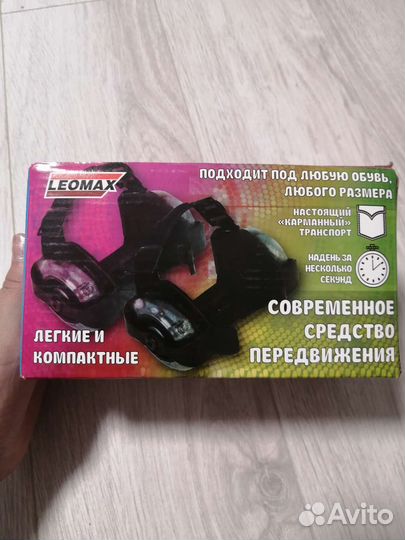 LEOMAX
ПОДХОДИТ ПОД ЛЮБУЮ ОБУВЬ,
ЛЮБОГО РАЗМЕРА
НАСТОЯЩИЙ
«КАРМАННЫЙ»
ТРАНСПОРТ
НАДЕНЬ ЗА
НЕСКОЛЬКО
СЕКУНД
СОВРЕМЕННОЕ
СРЕДСТВО
ПЕРЕДВИЖЕНИЯ
ЛЕГКИЕ И
КОМПАКТНЫЕ
Avito